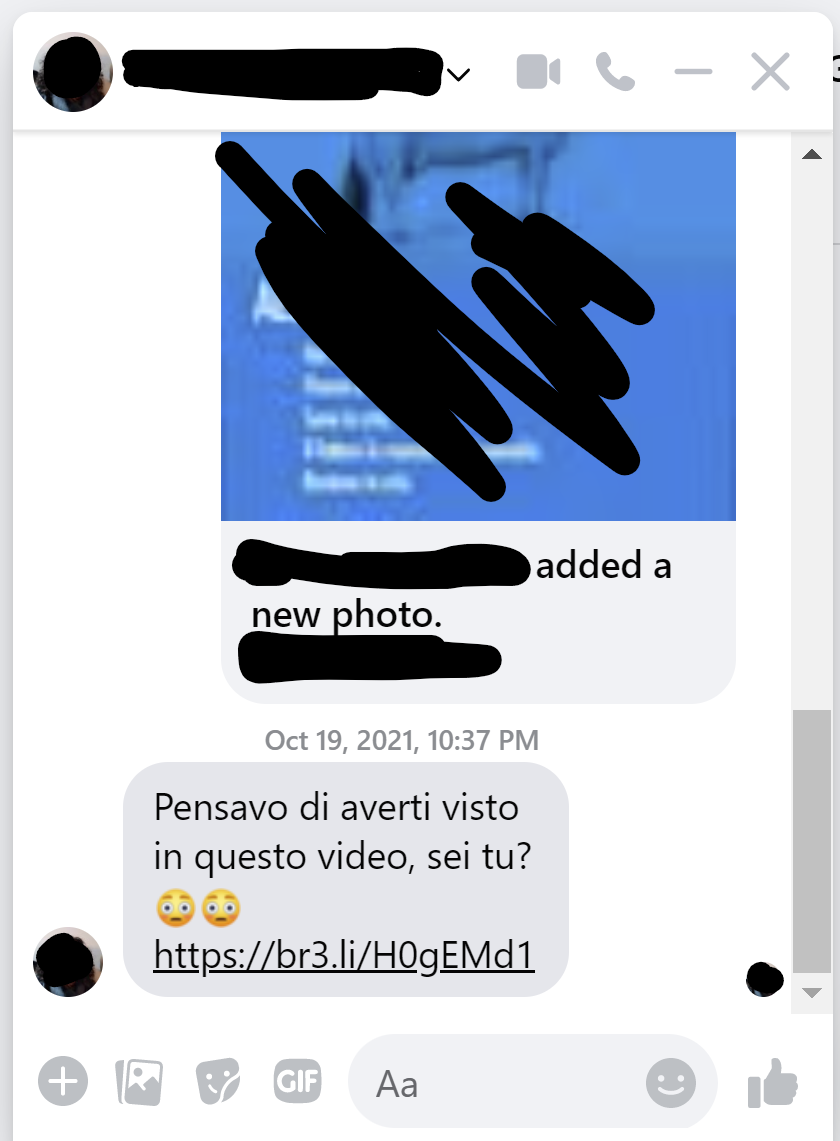 added a
new photo.
Oct 19, 2021, 10:37 PM
Pensavo di averti visto
in questo video, sei tu?
😳😳
https://br3.li/H0gEMd1
GIF
Aa